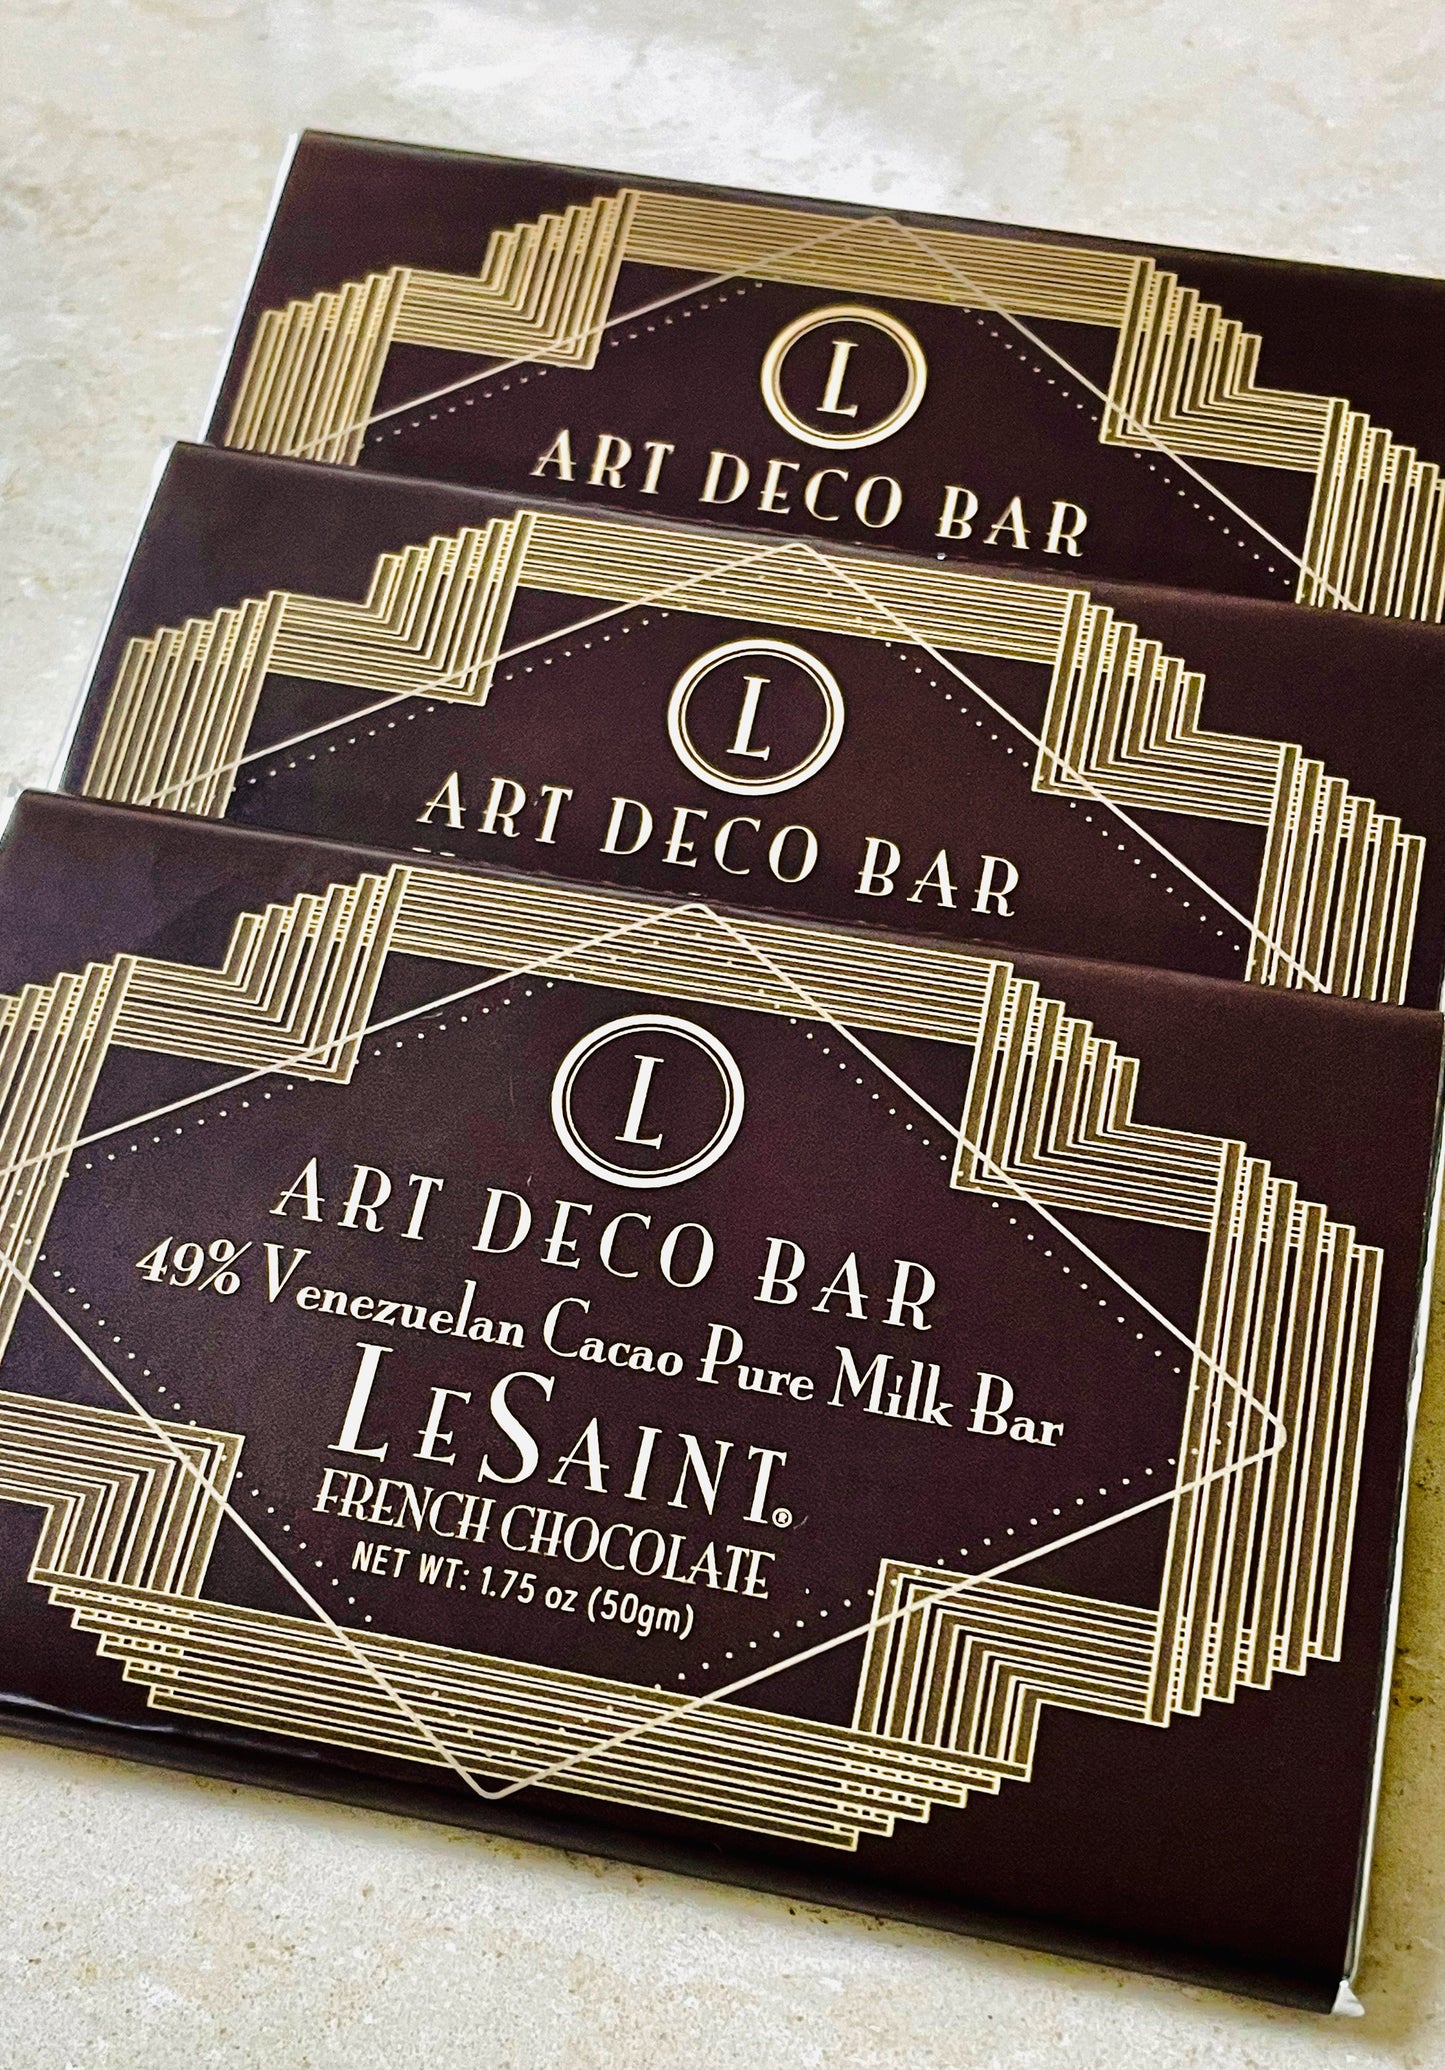 L
ART DECO BAR
L
ART DECO BAR
L
ART DECO BAR
49% Venezuelan Cacao Pure Milk Bar
LESAINT®
FRENCH CHOCOLATE
NET WT: 1.75 oz (50gm)